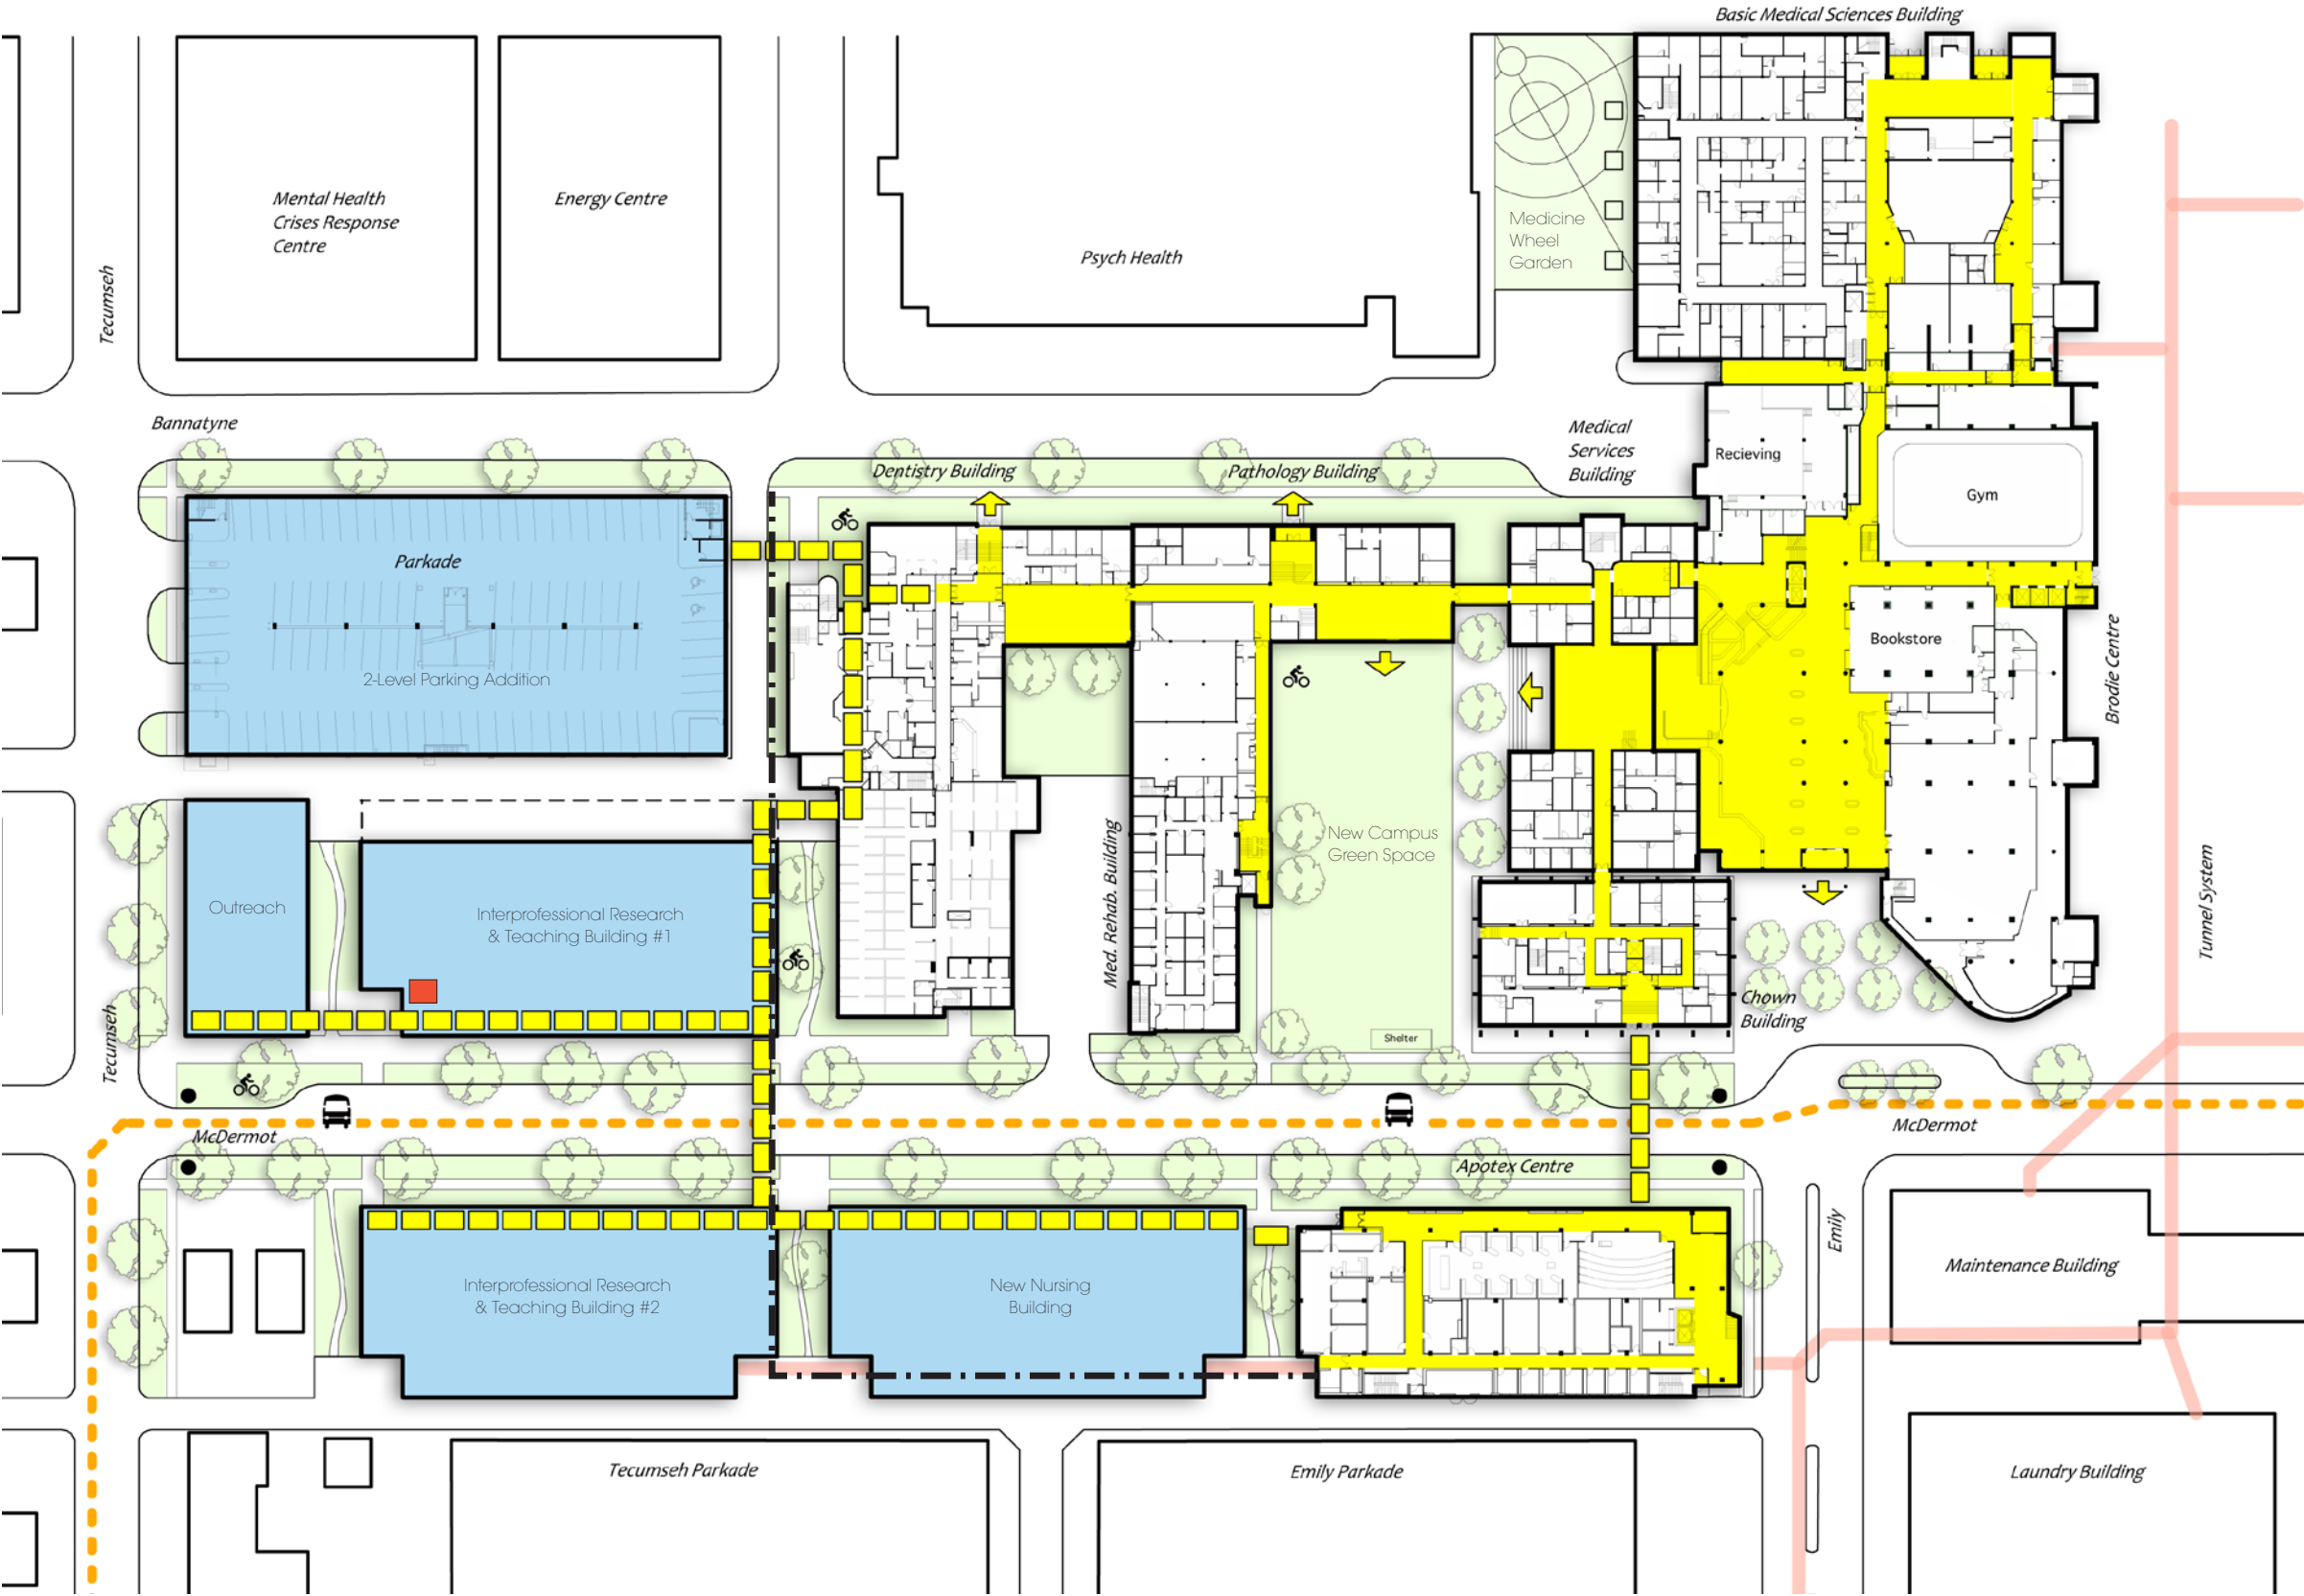 Basic Medical Sciences Building
Mental Health
Crises Response
Centre
Energy Centre
Psych Health
Medicine
Wheel
Garden
Tecumseh
Bannatyne
Medical
Services
Building
Recieving
Gym
Dentistry Building
Pathology Building
Parkade
2-Level Parking Addition
Bookstore
Brodie Centre
New Campus
Green Space
Med. Rehab. Building
Outreach
Interprofessional Research
& Teaching Building #1
Tunnel System
Chown
Building
Shelter
Tecumseh
McDermot
McDermot
Apotex Centre
Emily
Interprofessional Research
& Teaching Building #2
New Nursing
Building
Maintenance Building
Tecumseh Parkade
Emily Parkade
Laundry Building